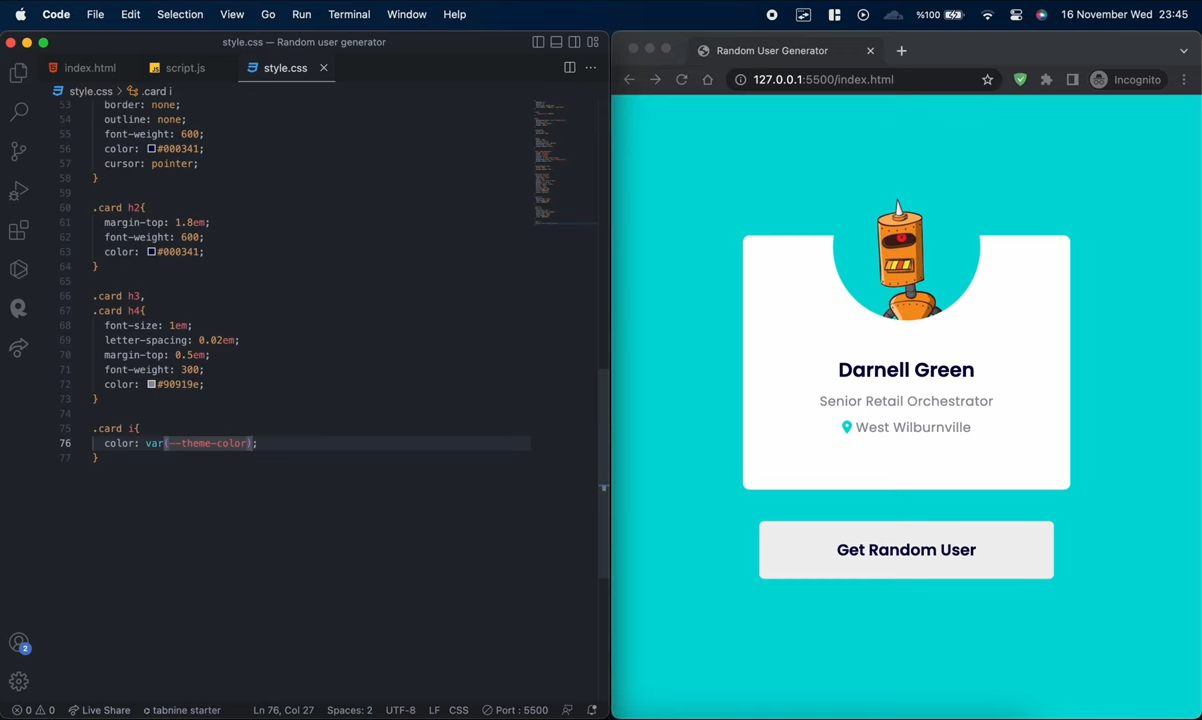 Code File Edit Selection View Go Run Terminal Window Help %100 16 November Wed 23:45
style.css — Random user generator
index.html script.js style.css
style.css > .card i
53 border: none;
54 outline: none;
55 font-weight: 600;
56 color: #000341;
57 cursor: pointer;
58 }
59
60 .card h2{
61 margin-top: 1.8em;
62 font-weight: 600;
63 color: #000341;
64 }
65
66 .card h3,
67 .card h4{
68 font-size: 1em;
69 letter-spacing: 0.02em;
70 margin-top: 0.5em;
71 font-weight: 300;
72 color: #90919e;
73 }
74
75 .card i{
76 color: var(--theme-color);
77 }
2
0 0 Live Share tabnine starter Ln 76, Col 27 Spaces: 2 UTF-8 LF CSS Port : 5500
Random User Generator
127.0.0.1:5500/index.html Incognito
Darnell Green
Senior Retail Orchestrator
West Wilburnville
Get Random User